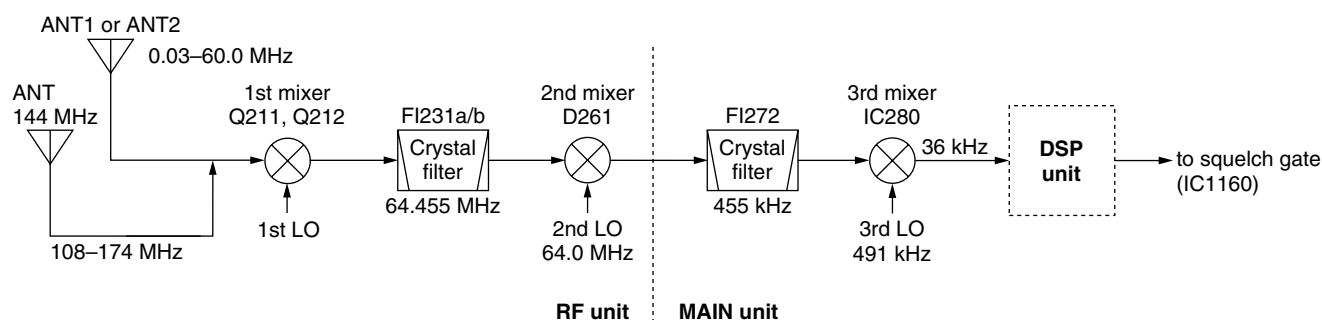 ANT1 or ANT2
0.03–60.0 MHz
ANT
144 MHz
108–174 MHz
1st mixer
Q211, Q212
1st LO
FI231a/b
Crystal
filter
64.455 MHz
2nd mixer
D261
2nd LO
64.0 MHz
RF unit
MAIN unit
FI272
Crystal
filter
455 kHz
3rd mixer
IC280
36 kHz
3rd LO
491 kHz
DSP
unit
to squelch gate
(IC1160)